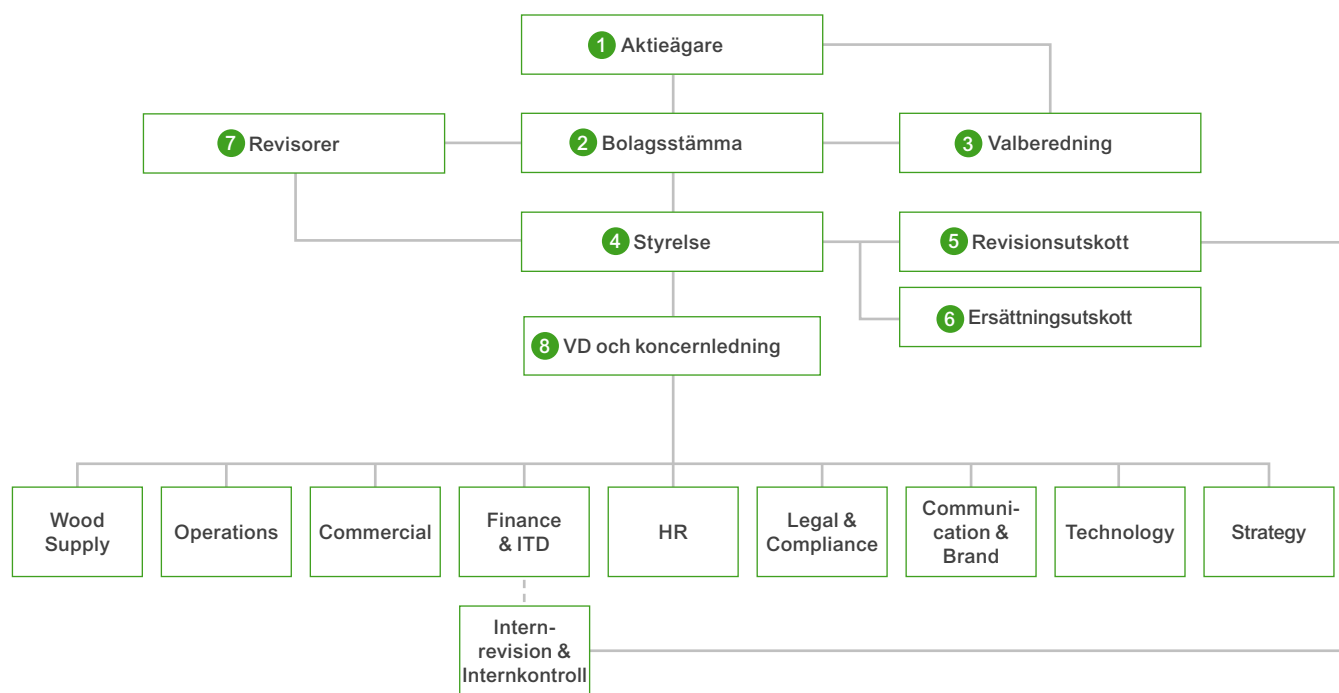 1 Aktieägare
7 Revisorer
2 Bolagsstämma
3 Valberedning
4 Styrelse
5 Revisionsutskott
6 Ersättningsutskott
8 VD och koncernledning
Wood
Supply
Operations
Commercial
Finance
& ITD
HR
Legal &
Compliance
Communi-
cation &
Brand
Technology
Strategy
Intern-
revision &
Internkontroll